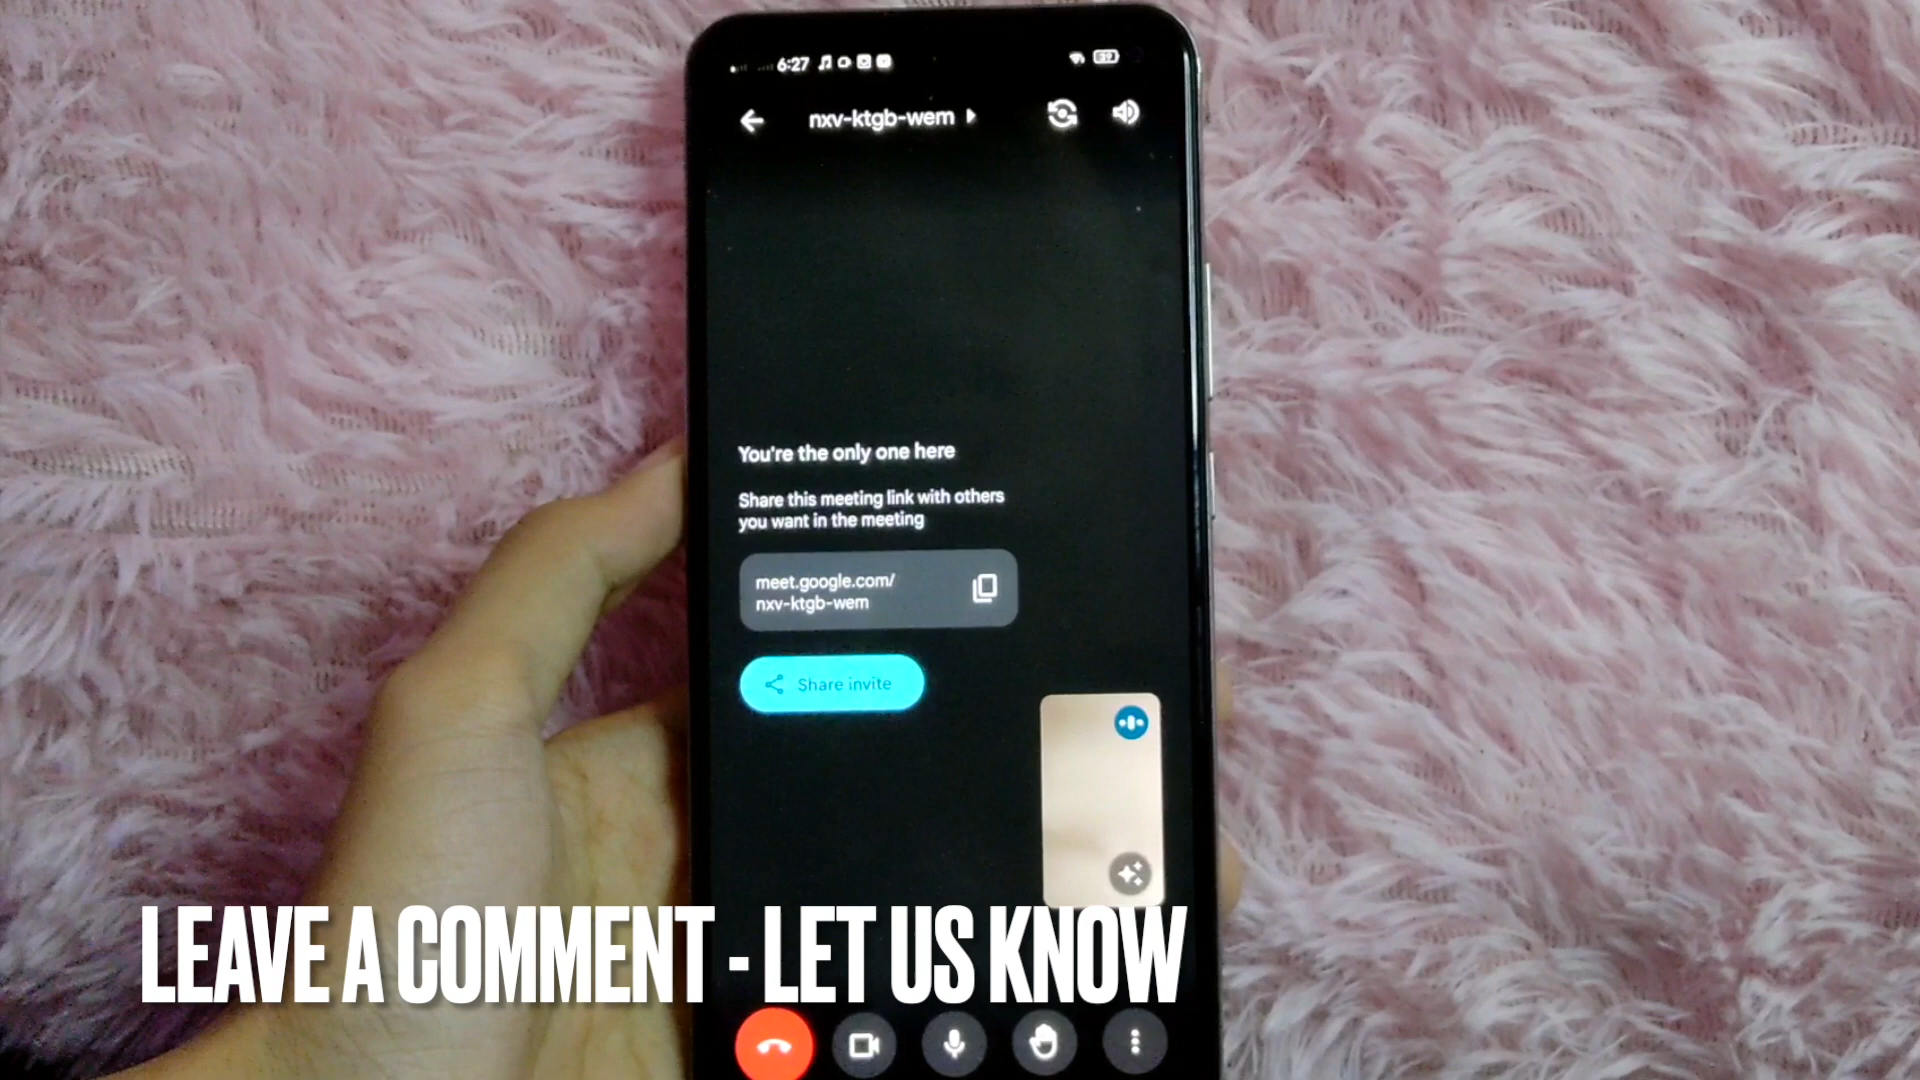 6:27
nxv-ktgb-wem
You're the only one here
Share this meeting link with others
you want in the meeting
meet.google.com/
nxv-ktgb-wem
Share invite
LEAVE A COMMENT - LET US KNOW